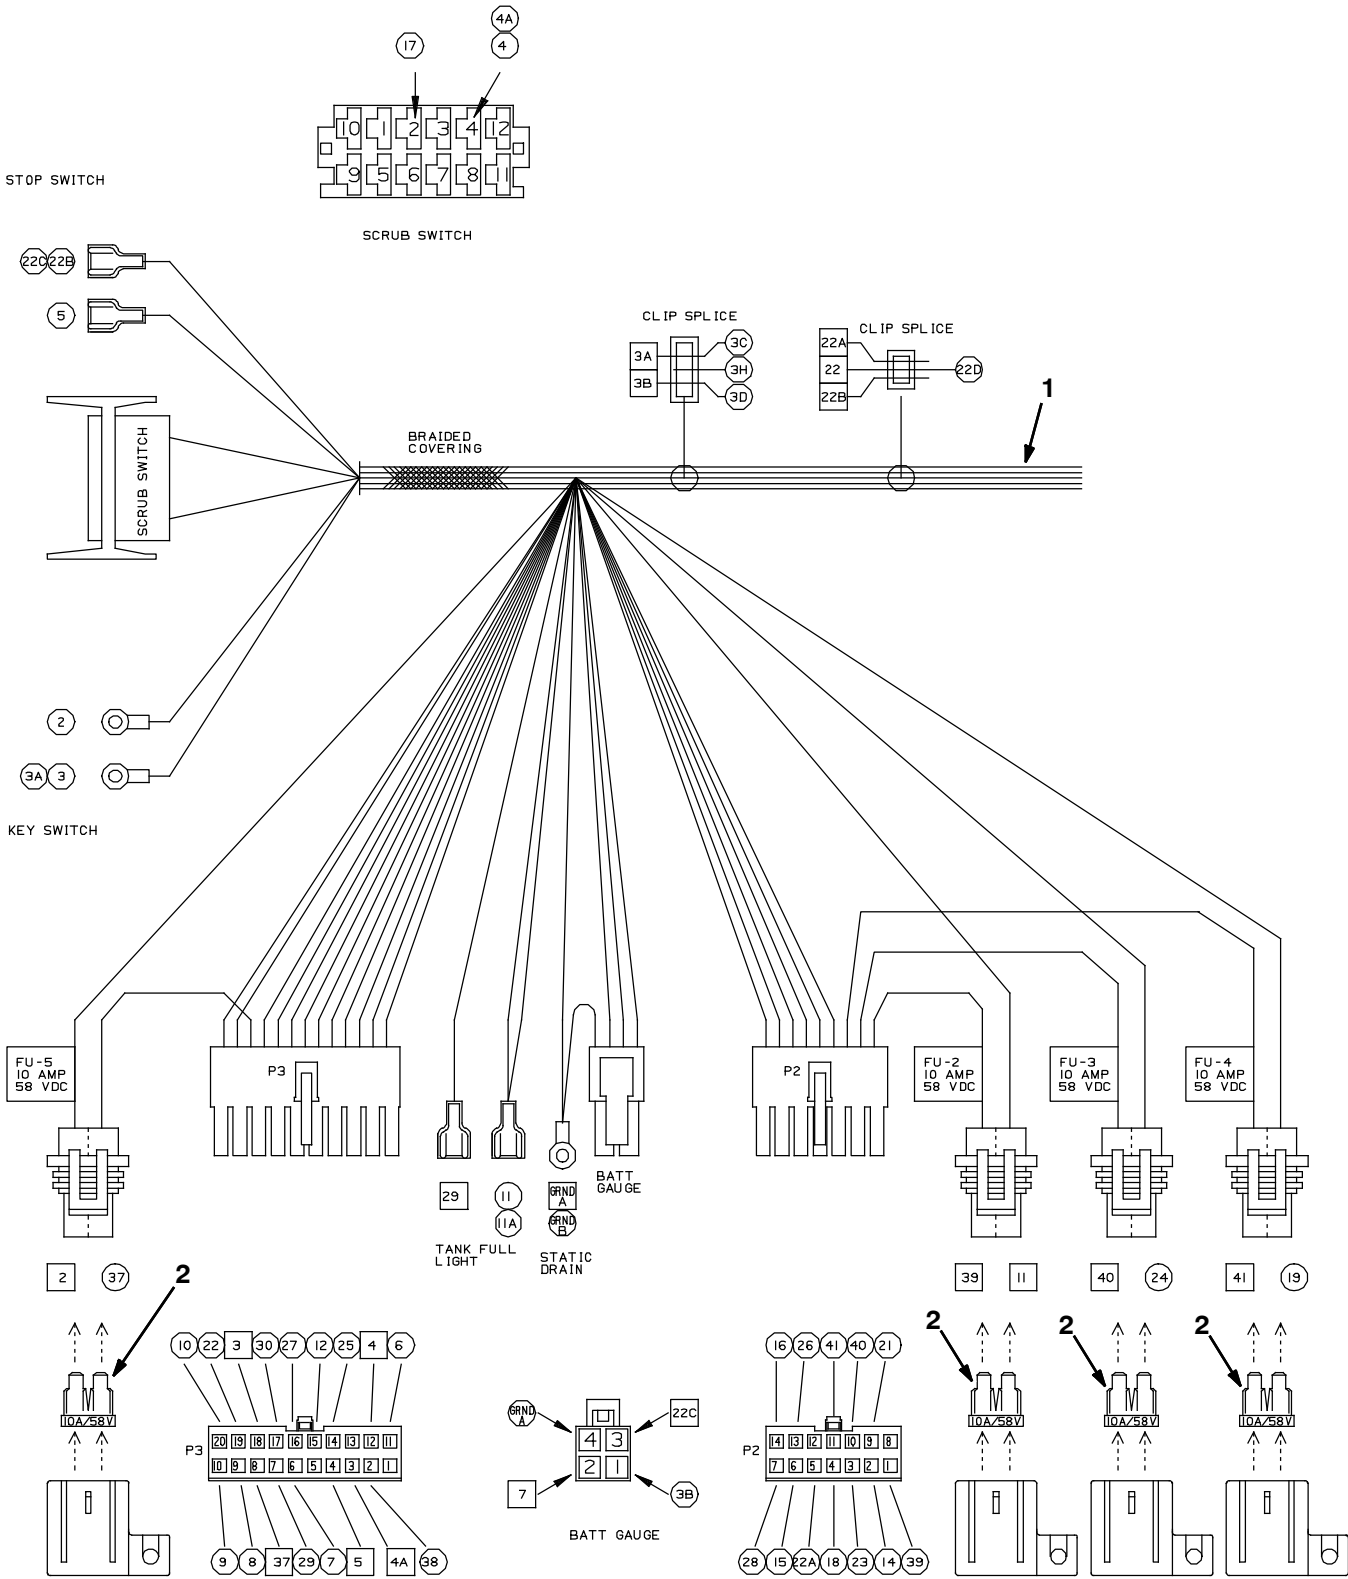 4A
17 4
10 1 2 3 4 12
9 5 6 7 8 11
STOP SWITCH
SCRUB SWITCH
22C 22B
5
CLIP SPLICE
3A 3C
3H
3B 3D
CLIP SPLICE
22A
22 22D
22B
1
BRAIDED
COVERING
SCRUB SWITCH
2
3A 3
KEY SWITCH
FU-5
10 AMP
58 VDC
P3
P2
FU-2
10 AMP
58 VDC
FU-3
10 AMP
58 VDC
FU-4
10 AMP
58 VDC
BATT
GAUGE
29 11
11A
GRND
A
GRND
B
TANK FULL
LIGHT
STATIC
DRAIN
2 37
39 11
40 24
41 19
2
2
2
2
10A/58V
10 22 3 30 27 12 25 4 6
P3
20 19 18 17 16 15 14 13 12 11
10 9 8 7 6 5 4 3 2 1
9 8 37 29 7 5 4A 38
GRND
A
22C
4 3
2 1
7 3B
BATT GAUGE
16 26 41 40 21
P2
14 13 12 11 10 9 8
7 6 5 4 3 2 1
28 15 22A 18 23 14 39
10A/58V
10A/58V
10A/58V